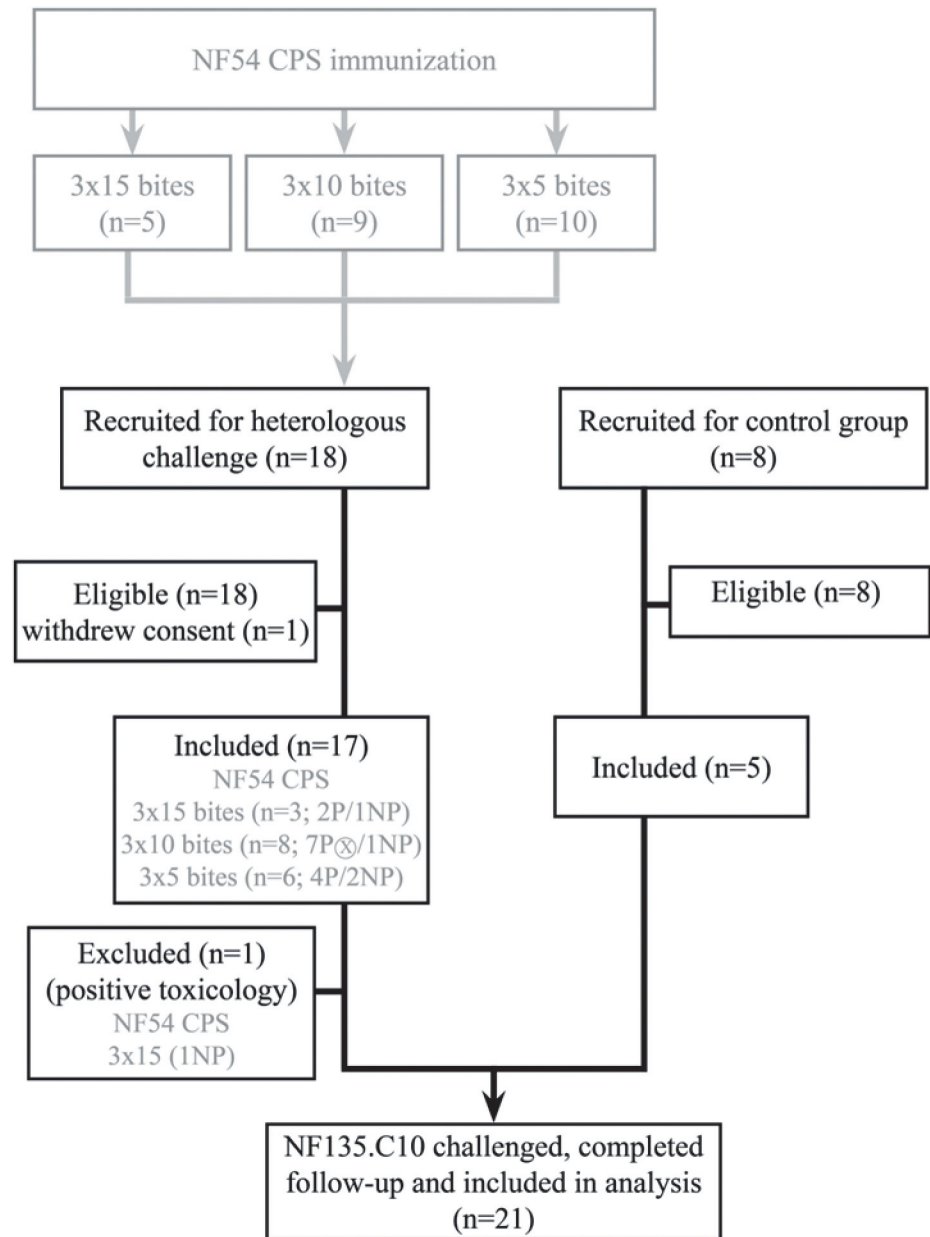 NF54 CPS immunization
3x15 bites
(n=5)
3x10 bites
(n=9)
3x5 bites
(n=10)
Recruited for heterologous
challenge (n=18)
Recruited for control group
(n=8)
Eligible (n=18)
withdrew consent (n=1)
Eligible (n=8)
Included (n=17)
NF54 CPS
3x15 bites (n=3; 2P/1NP)
3x10 bites (n=8; 7Pⓧ/1NP)
3x5 bites (n=6; 4P/2NP)
Included (n=5)
Excluded (n=1)
(positive toxicology)
NF54 CPS
3x15 (1NP)
NF135.C10 challenged, completed
follow-up and included in analysis
(n=21)